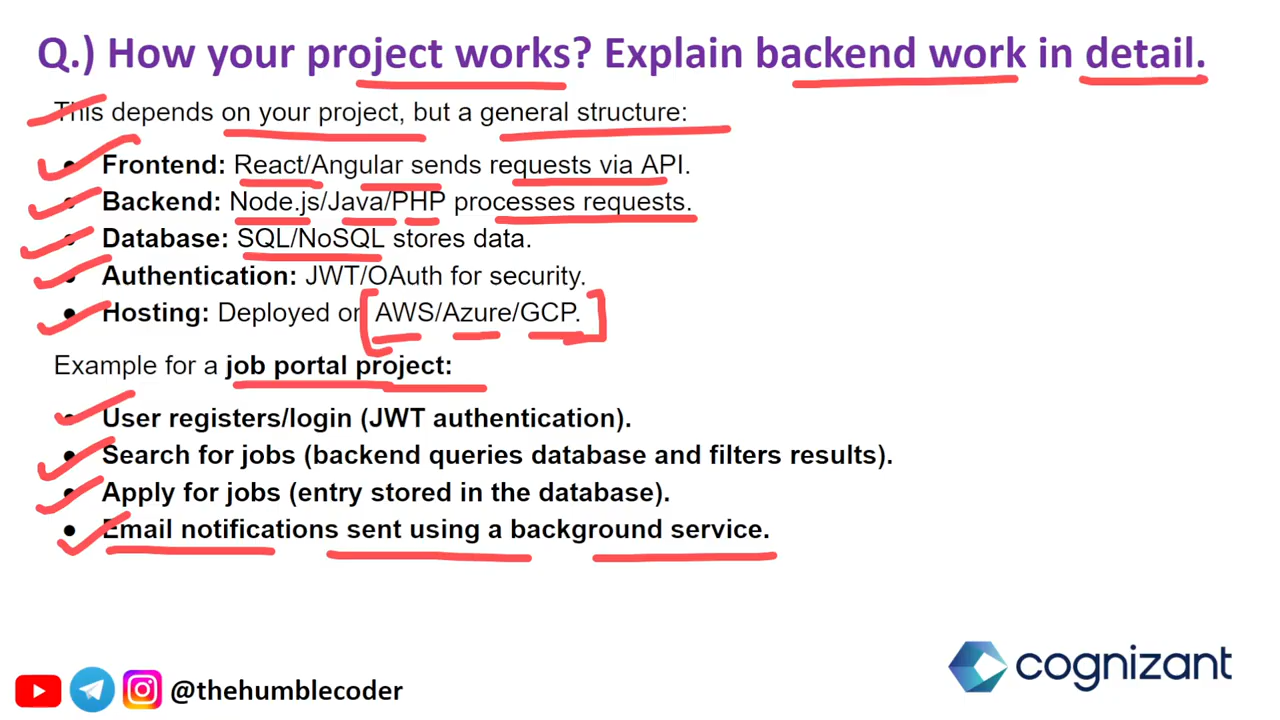 Q.) How your project works? Explain backend work in detail.
This depends on your project, but a general structure:
● Frontend: React/Angular sends requests via API.
● Backend: Node.js/Java/PHP processes requests.
● Database: SQL/NoSQL stores data.
● Authentication: JWT/OAuth for security.
● Hosting: Deployed on AWS/Azure/GCP.
Example for a job portal project:
● User registers/login (JWT authentication).
● Search for jobs (backend queries database and filters results).
● Apply for jobs (entry stored in the database).
● Email notifications sent using a background service.
@thehumblecoder
cognizant